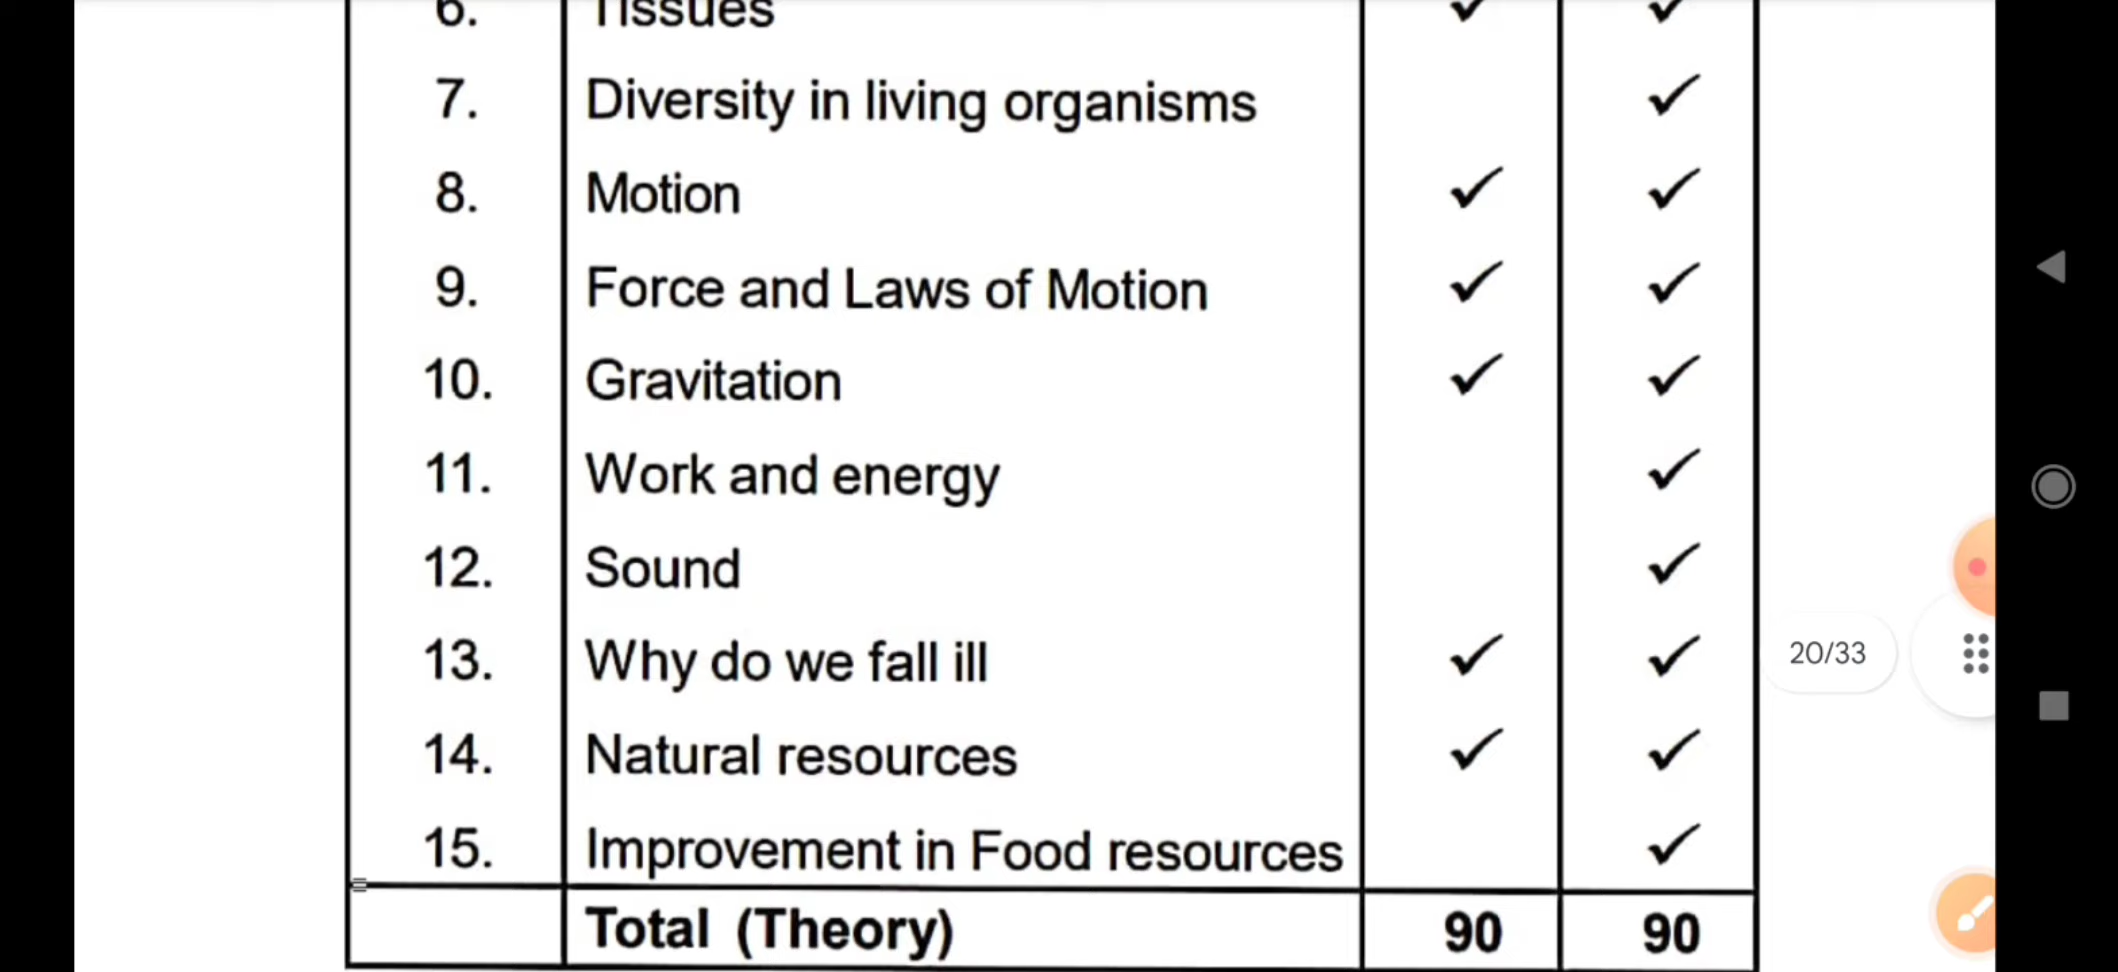 6. Tissues ✓ ✓
7. Diversity in living organisms ✓
8. Motion ✓ ✓
9. Force and Laws of Motion ✓ ✓
10. Gravitation ✓ ✓
11. Work and energy ✓
12. Sound ✓
13. Why do we fall ill ✓ ✓
14. Natural resources ✓ ✓
15. Improvement in Food resources ✓
Total (Theory) 90 90
20/33